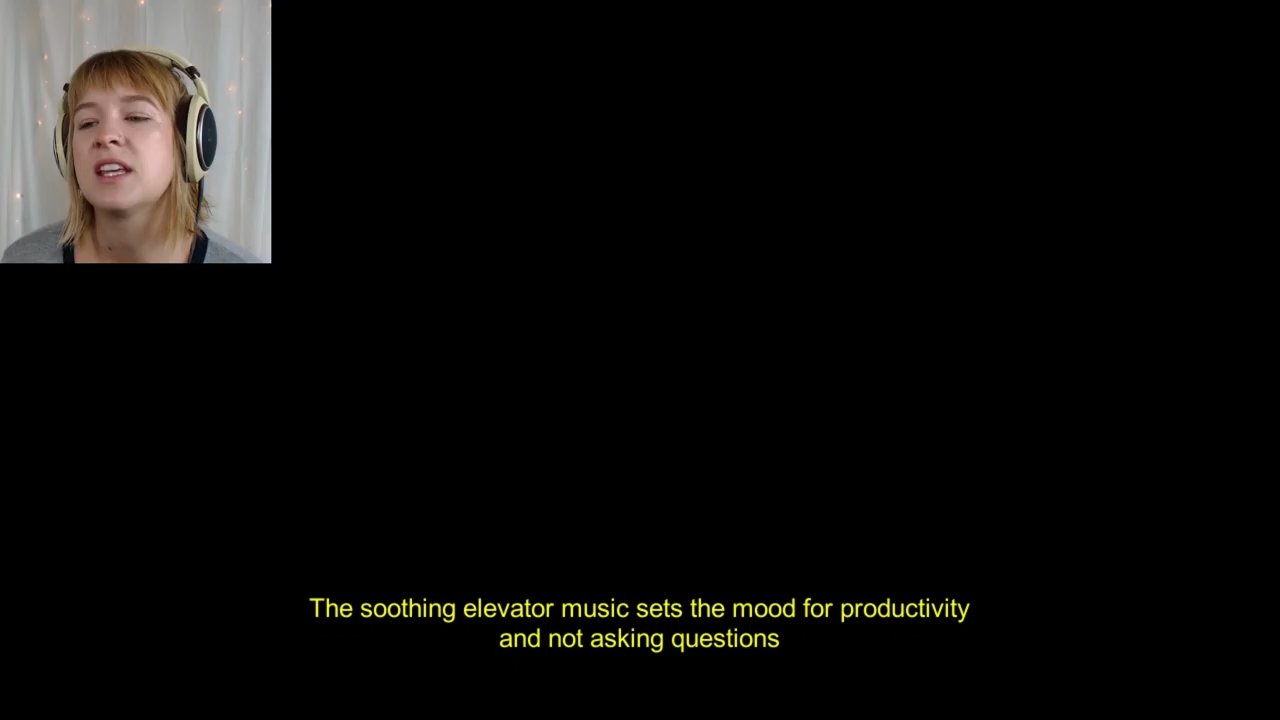 The soothing elevator music sets the mood for productivity
and not asking questions